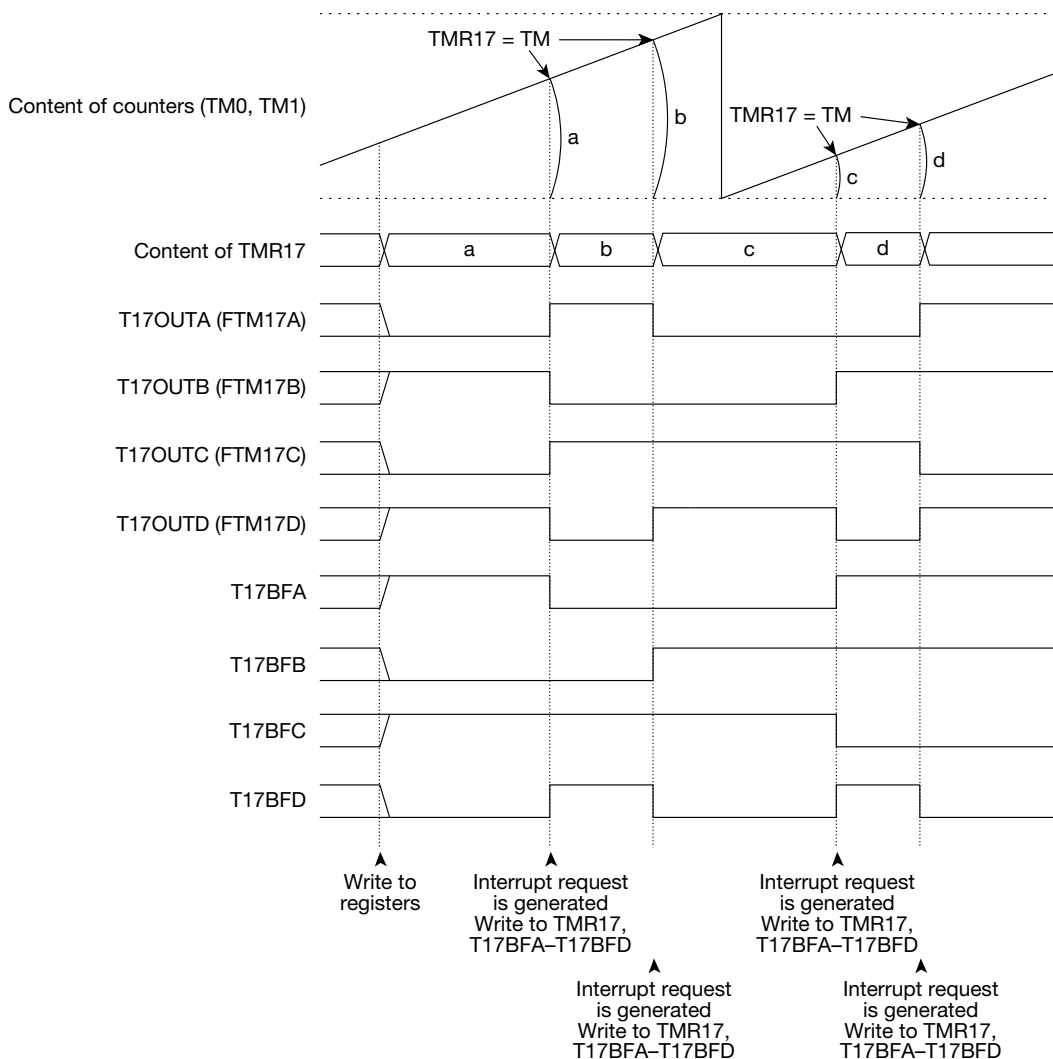 TMR17 = TM
Content of counters (TM0, TM1)
a
b
TMR17 = TM
c
d
Content of TMR17
a
b
c
d
T17OUTA (FTM17A)
T17OUTB (FTM17B)
T17OUTC (FTM17C)
T17OUTD (FTM17D)
T17BFA
T17BFB
T17BFC
T17BFD
Write to
registers
Interrupt request
is generated
Write to TMR17,
T17BFA–T17BFD
Interrupt request
is generated
Write to TMR17,
T17BFA–T17BFD
Interrupt request
is generated
Write to TMR17,
T17BFA–T17BFD
Interrupt request
is generated
Write to TMR17,
T17BFA–T17BFD